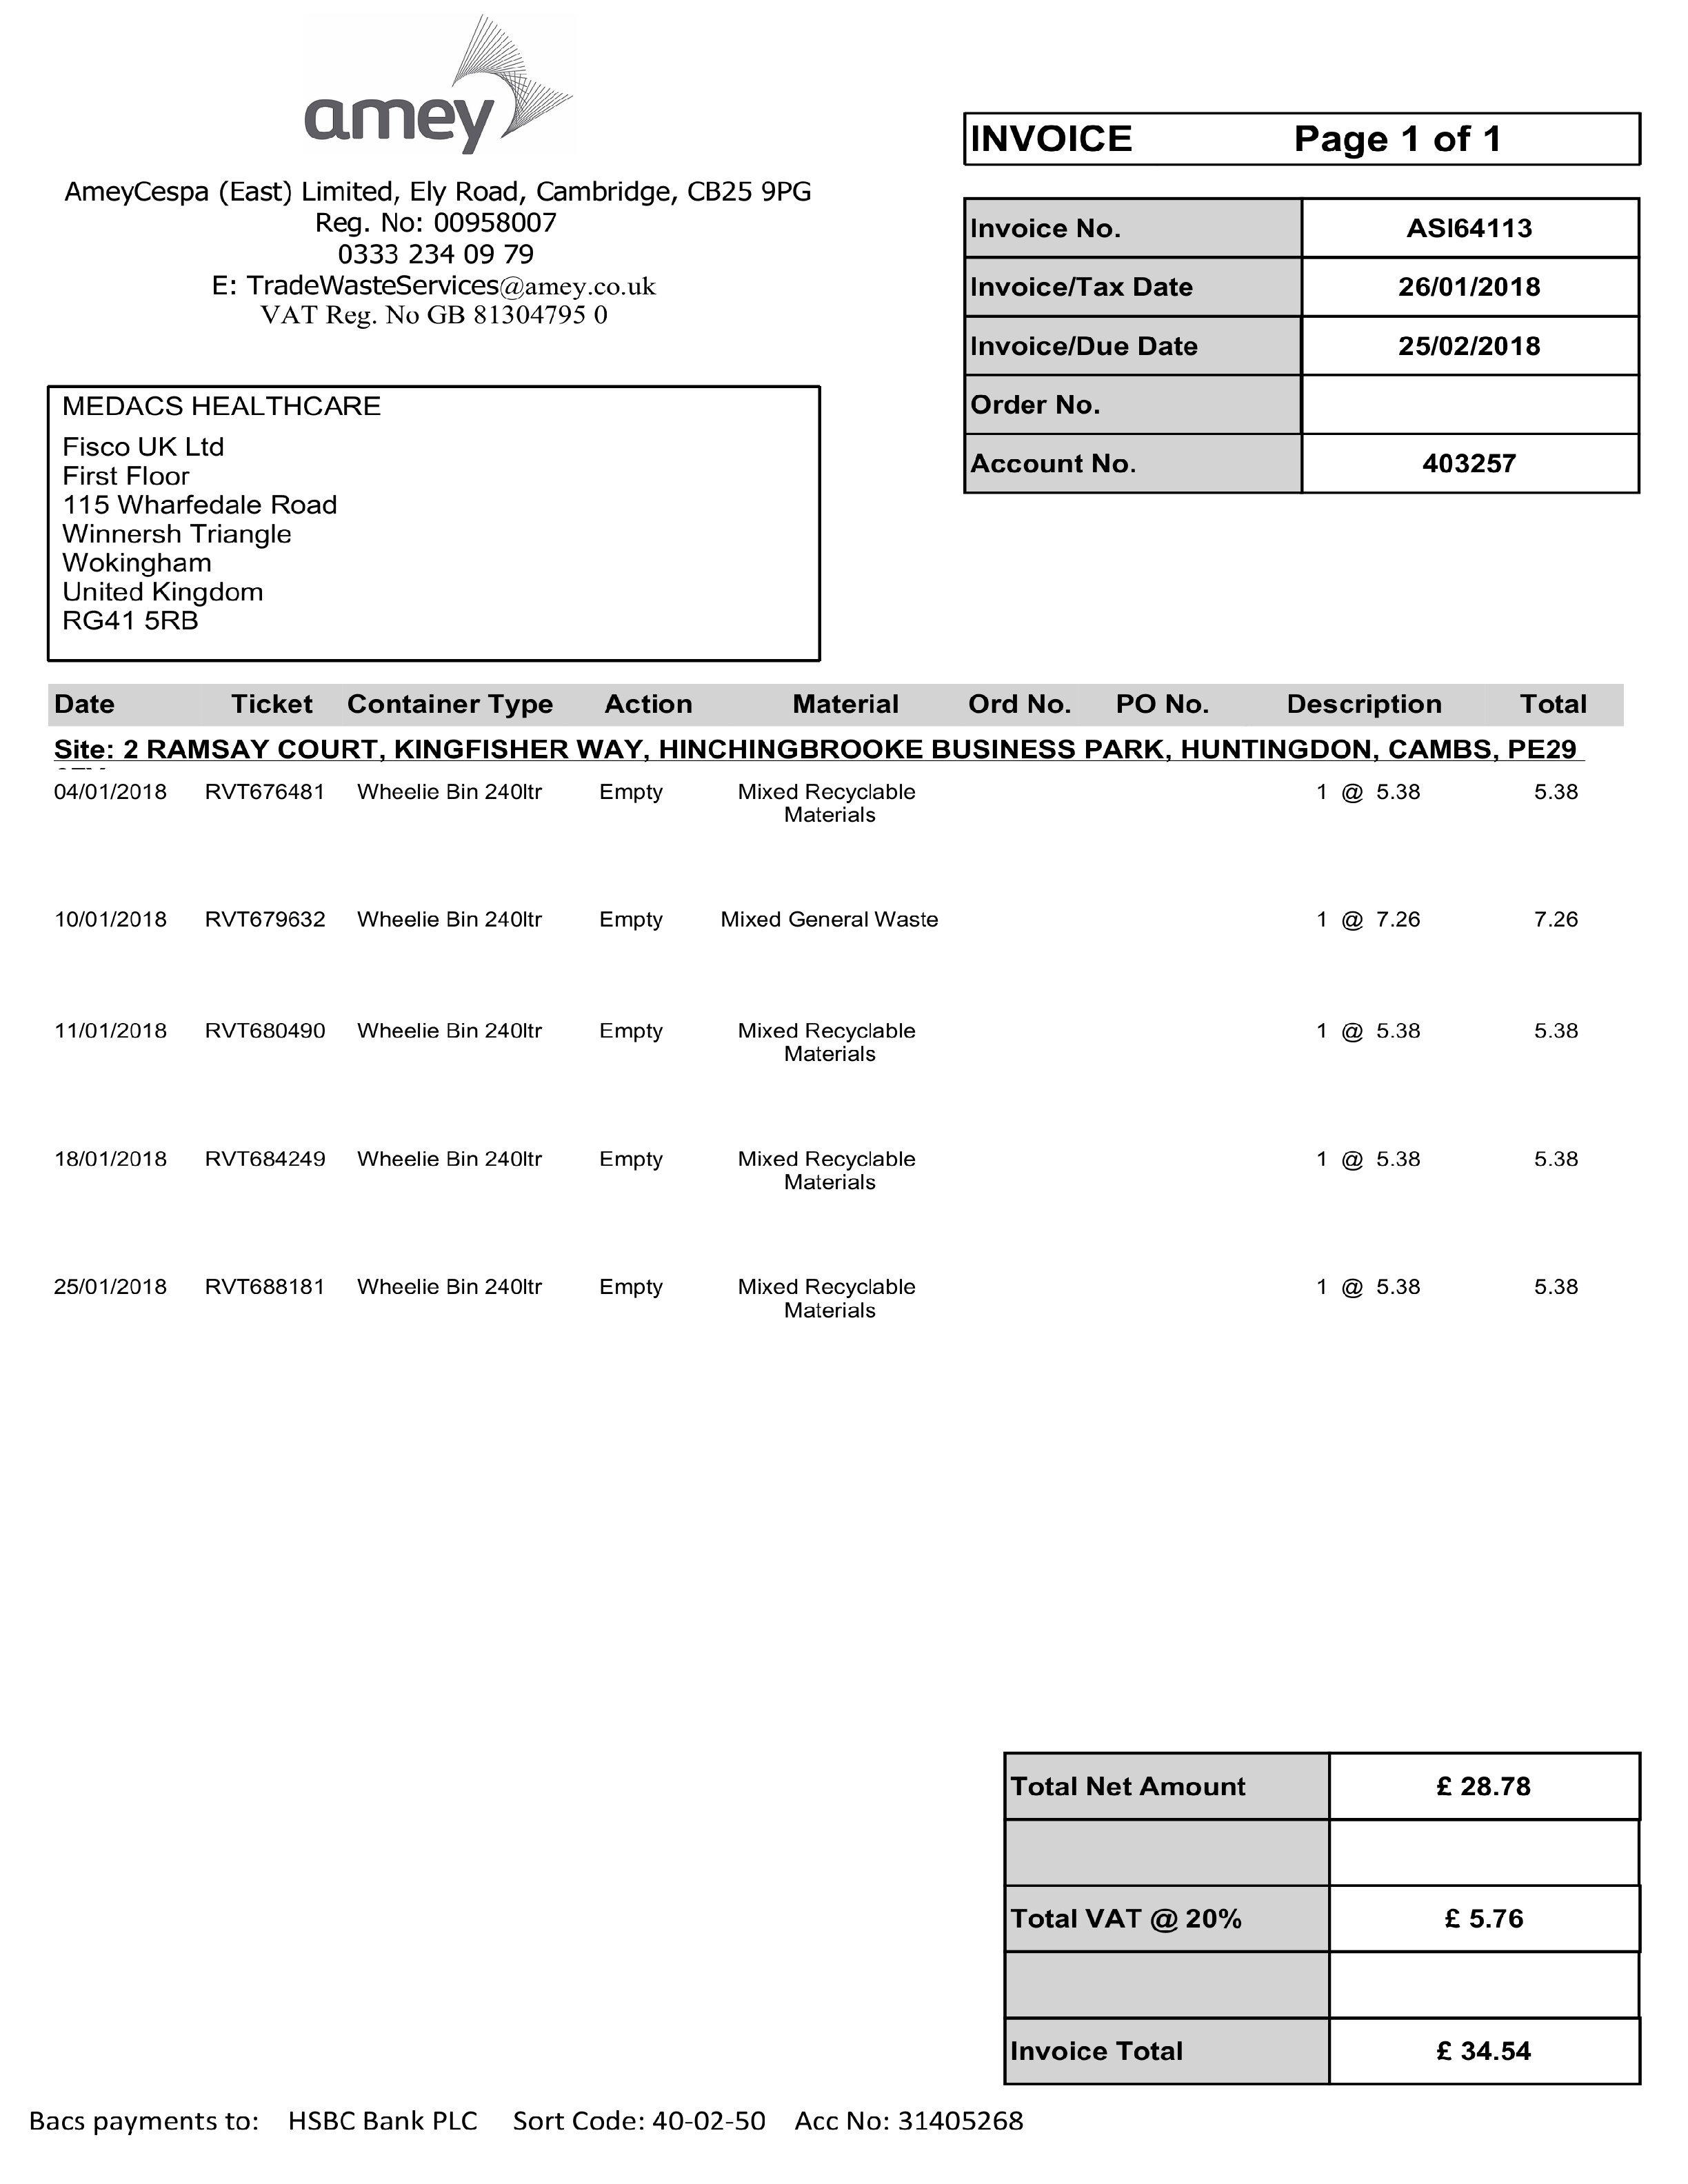 amey
AmeyCespa (East) Limited, Ely Road, Cambridge, CB25 9PG
Reg. No: 00958007
0333 234 09 79
E: TradeWasteServices@amey.co.uk
VAT Reg. No GB 81304795 0
INVOICE Page 1 of 1
Invoice No. ASI64113
Invoice/Tax Date 26/01/2018
Invoice/Due Date 25/02/2018
Order No.
Account No. 403257
MEDACS HEALTHCARE
Fisco UK Ltd
First Floor
115 Wharfedale Road
Winnersh Triangle
Wokingham
United Kingdom
RG41 5RB
Date Ticket Container Type Action Material Ord No. PO No. Description Total
Site: 2 RAMSAY COURT, KINGFISHER WAY, HINCHINGBROOKE BUSINESS PARK, HUNTINGDON, CAMBS, PE29
04/01/2018 RVT676481 Wheelie Bin 240ltr Empty Mixed Recyclable 1 @ 5.38 5.38
Materials
10/01/2018 RVT679632 Wheelie Bin 240ltr Empty Mixed General Waste 1 @ 7.26 7.26
11/01/2018 RVT680490 Wheelie Bin 240ltr Empty Mixed Recyclable 1 @ 5.38 5.38
Materials
18/01/2018 RVT684249 Wheelie Bin 240ltr Empty Mixed Recyclable 1 @ 5.38 5.38
Materials
25/01/2018 RVT688181 Wheelie Bin 240ltr Empty Mixed Recyclable 1 @ 5.38 5.38
Materials
Total Net Amount £ 28.78
Total VAT @ 20% £ 5.76
Invoice Total £ 34.54
Bacs payments to: HSBC Bank PLC Sort Code: 40-02-50 Acc No: 31405268